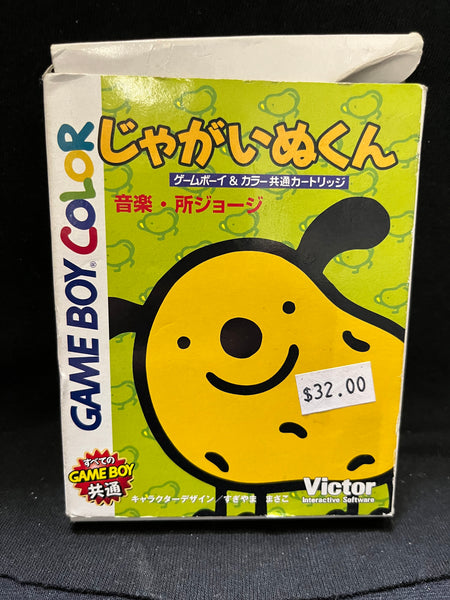 じゃがいぬくん
ゲームボーイ&カラー共通カートリッジ
音楽・所ジョージ
GAME BOY COLOR
$32.00
すべての
GAME BOY
共通
キャラクターデザイン/すぎやま まさこ
Victor
Interactive Software